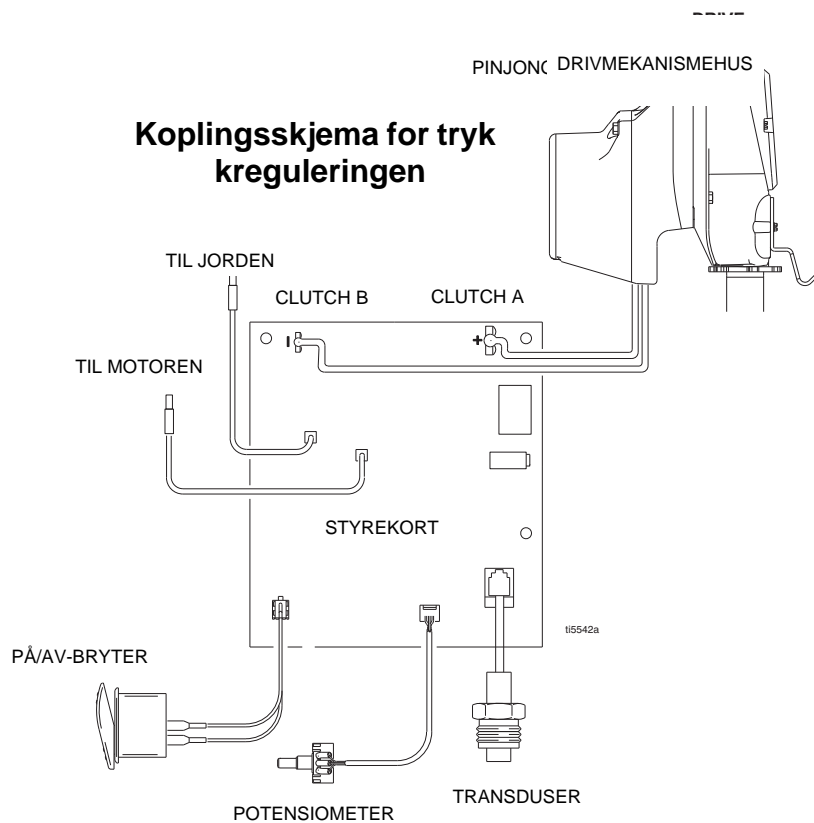 PINJONG DRIVMEKANISMEHUS
Koplingsskjema for tryk
kreguleringen
TIL JORDEN
CLUTCH B
CLUTCH A
TIL MOTOREN
STYREKORT
ti5542a
PÅ/AV-BRYTER
TRANSDUSER
POTENSIOMETER